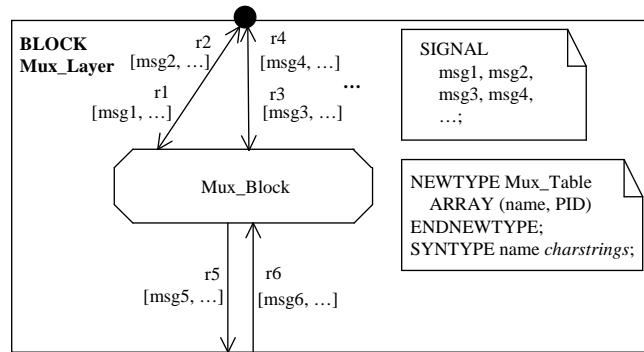 BLOCK
Mux_Layer
r2
[msg2, …]
r4
[msg4, …]
r1
[msg1, …]
r3
[msg3, …]
…
SIGNAL
msg1, msg2,
msg3, msg4,
…;
Mux_Block
NEWTYPE Mux_Table
ARRAY (name, PID)
ENDNEWTYPE;
SYNTYPE name charstrings;
r5
[msg5, …]
r6
[msg6, …]